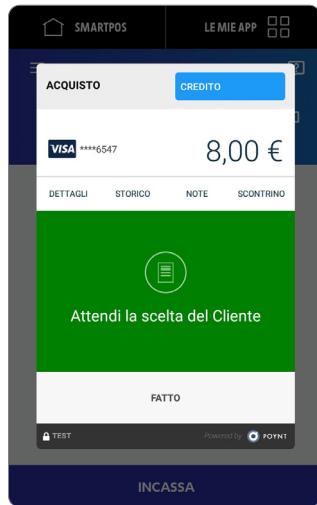 SMARTPOS
LE MIE APP
ACQUISTO
CREDITO
VISA ****6547
8,00 €
DETTAGLI
STORICO
NOTE
SCONTRINO
Attendi la scelta del Cliente
FATTO
TEST
Powered by POYNT
INCASSA